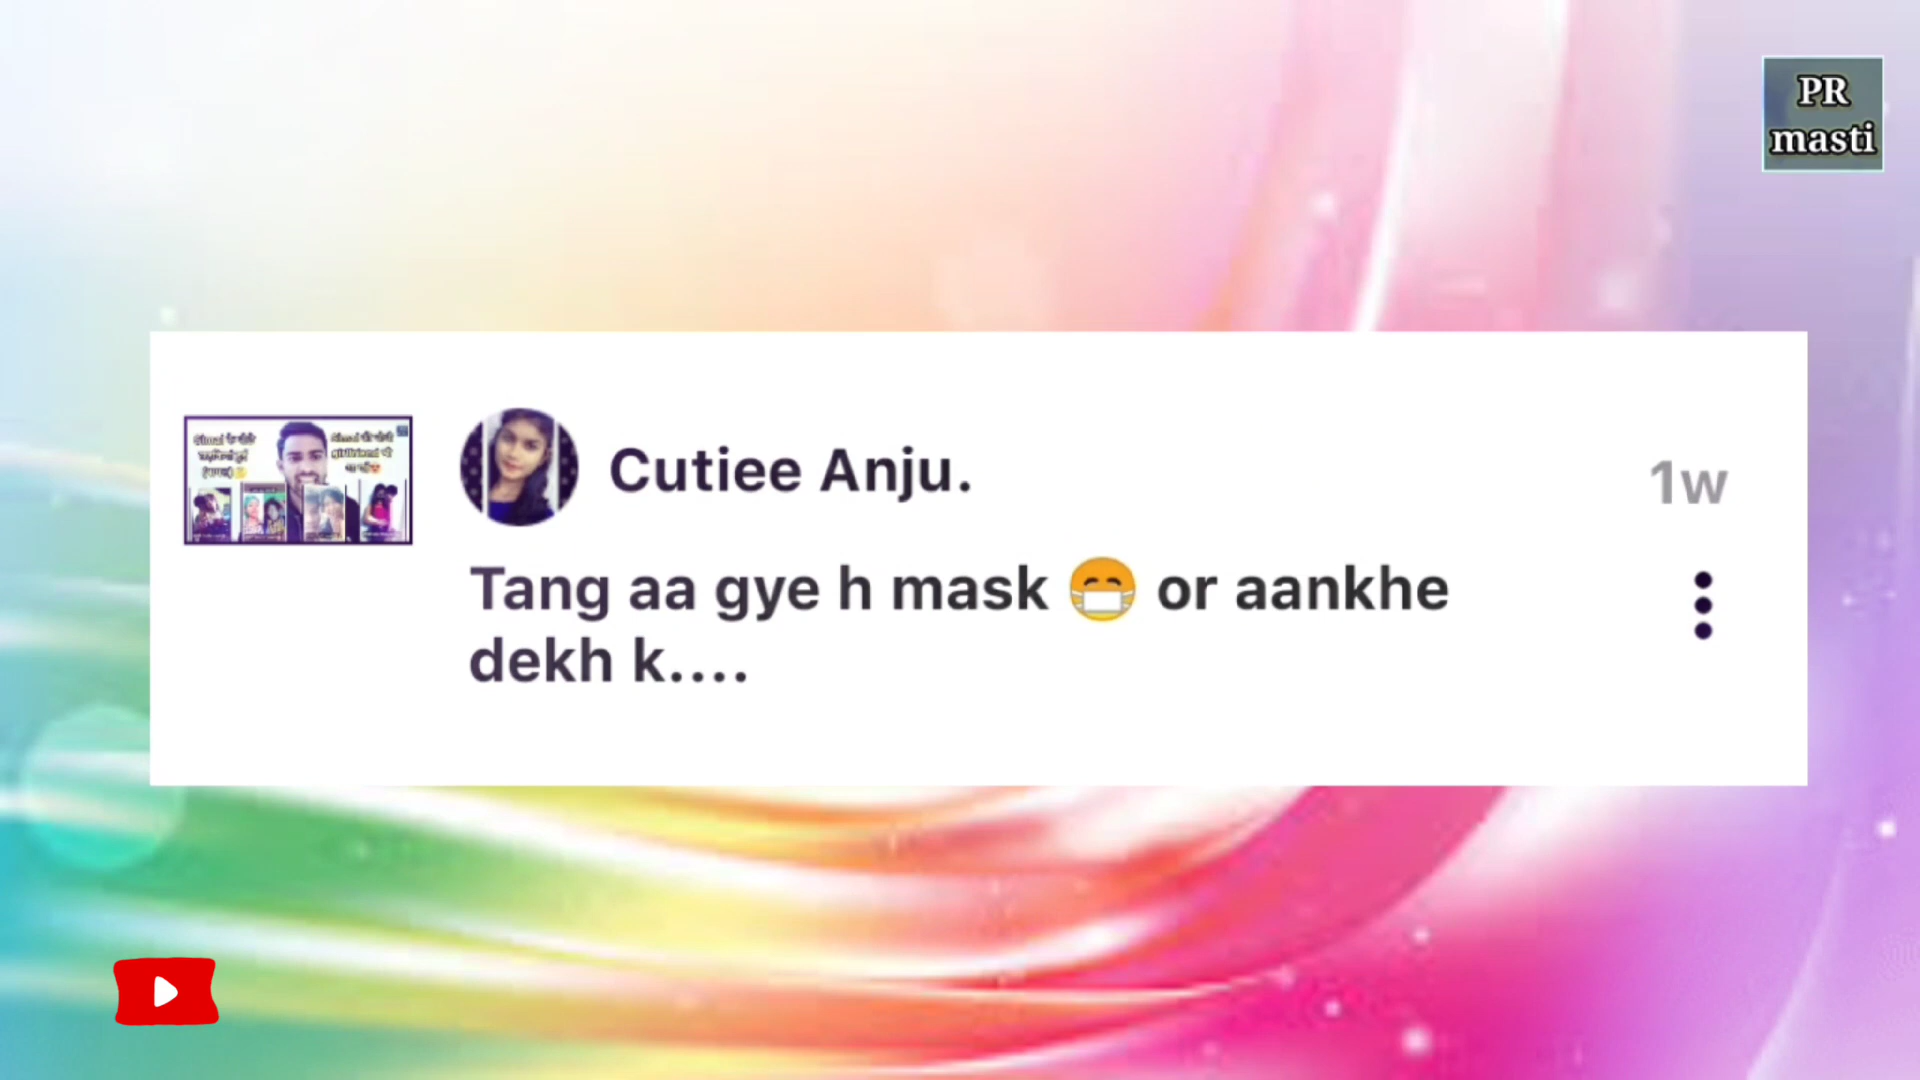 PR
masti
Cutiee Anju.
1w
Tang aa gye h mask 😷 or aankhe
dekh k....